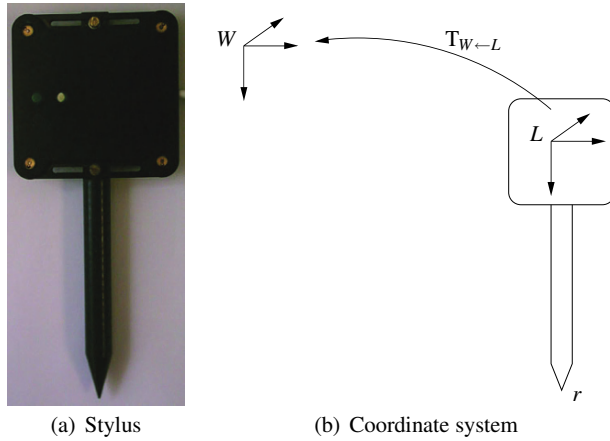 W
T_{W←L}
L
r
(a) Stylus
(b) Coordinate system